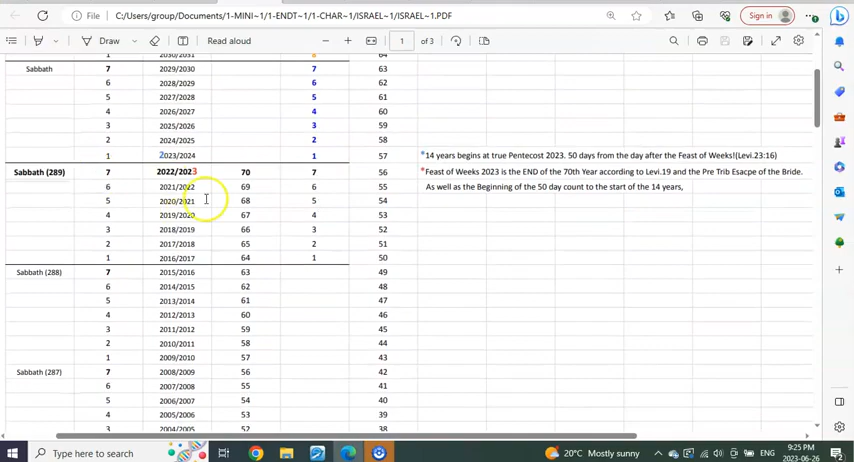 File C:/Users/group/Documents/1-MINI~1/1-ENDT~1/1-CHAR~1/ISRAEL~1/ISRAEL~1.PDF Sign in
Draw Read aloud 1 of 3
1 2030/2031 8 64
Sabbath 7 2029/2030 7 63
6 2028/2029 6 62
5 2027/2028 5 61
4 2026/2027 4 60
3 2025/2026 3 59
2 2024/2025 2 58
1 2023/2024 1 57 *14 years begins at true Pentecost 2023. 50 days from the day after the Feast of Weeks!(Levi.23:16)
Sabbath (289) 7 2022/2023 70 7 56 *Feast of Weeks 2023 is the END of the 70th Year according to Levi.19 and the Pre Trib Esacpe of the Bride.
6 2021/2022 69 6 55 As well as the Beginning of the 50 day count to the start of the 14 years,
5 2020/2021 68 5 54
4 2019/2020 67 4 53
3 2018/2019 66 3 52
2 2017/2018 65 2 51
1 2016/2017 64 1 50
Sabbath (288) 7 2015/2016 63 49
6 2014/2015 62 48
5 2013/2014 61 47
4 2012/2013 60 46
3 2011/2012 59 45
2 2010/2011 58 44
1 2009/2010 57 43
Sabbath (287) 7 2008/2009 56 42
6 2007/2008 55 41
5 2006/2007 54 40
4 2005/2006 53 39
3 2004/2005 52 38
Type here to search 20°C Mostly sunny 9:25 PM
2023-06-26